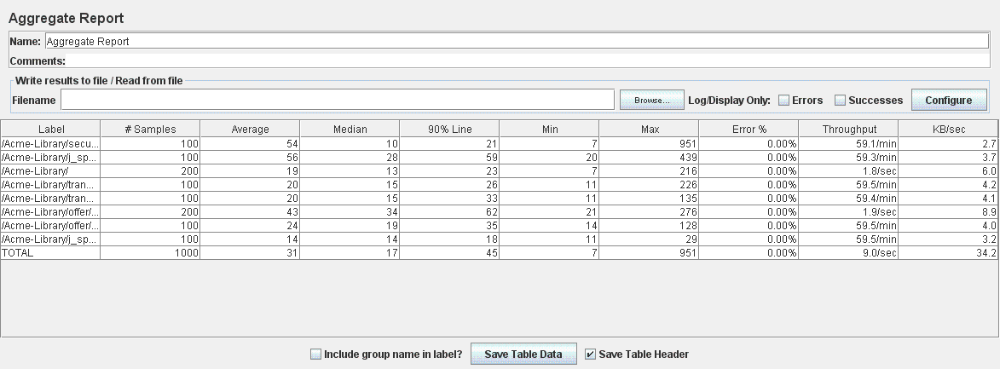 Aggregate Report
Name: Aggregate Report
Comments:
Write results to file / Read from file
Filename Browse... Log/Display Only: Errors Successes Configure
Label # Samples Average Median 90% Line Min Max Error % Throughput KB/sec
/Acme-Library/secu... 100 54 10 21 7 951 0.00% 59.1/min 2.7
/Acme-Library/j_sp... 100 56 28 59 20 439 0.00% 59.3/min 3.7
/Acme-Library/ 200 19 13 23 7 216 0.00% 1.8/sec 6.0
/Acme-Library/tran... 100 20 15 26 11 226 0.00% 59.5/min 4.2
/Acme-Library/tran... 100 20 15 33 11 135 0.00% 59.4/min 4.1
/Acme-Library/offer/... 200 43 34 62 21 276 0.00% 1.9/sec 8.9
/Acme-Library/offer/... 100 24 19 35 14 128 0.00% 59.5/min 4.0
/Acme-Library/j_sp... 100 14 14 18 11 29 0.00% 59.5/min 3.2
TOTAL 1000 31 17 45 7 951 0.00% 9.0/sec 34.2
Include group name in label? Save Table Data Save Table Header